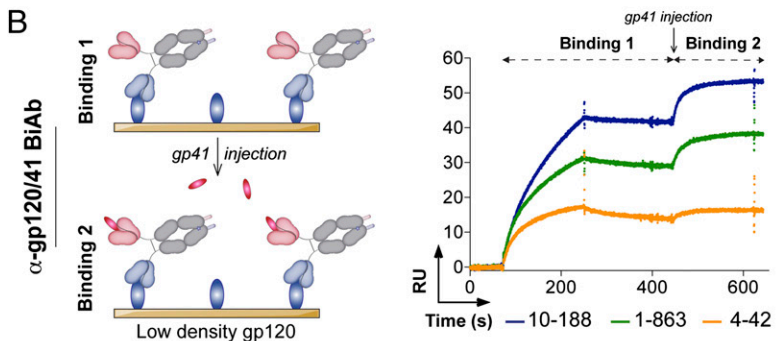 B
α-gp120/41 BiAb
Binding 1
gp41 injection
Binding 2
Low density gp120
gp41 injection
Binding 1 Binding 2
60
50
40
30
20
10
0
RU
0 200 400 600
Time (s)
10-188 1-863 4-42